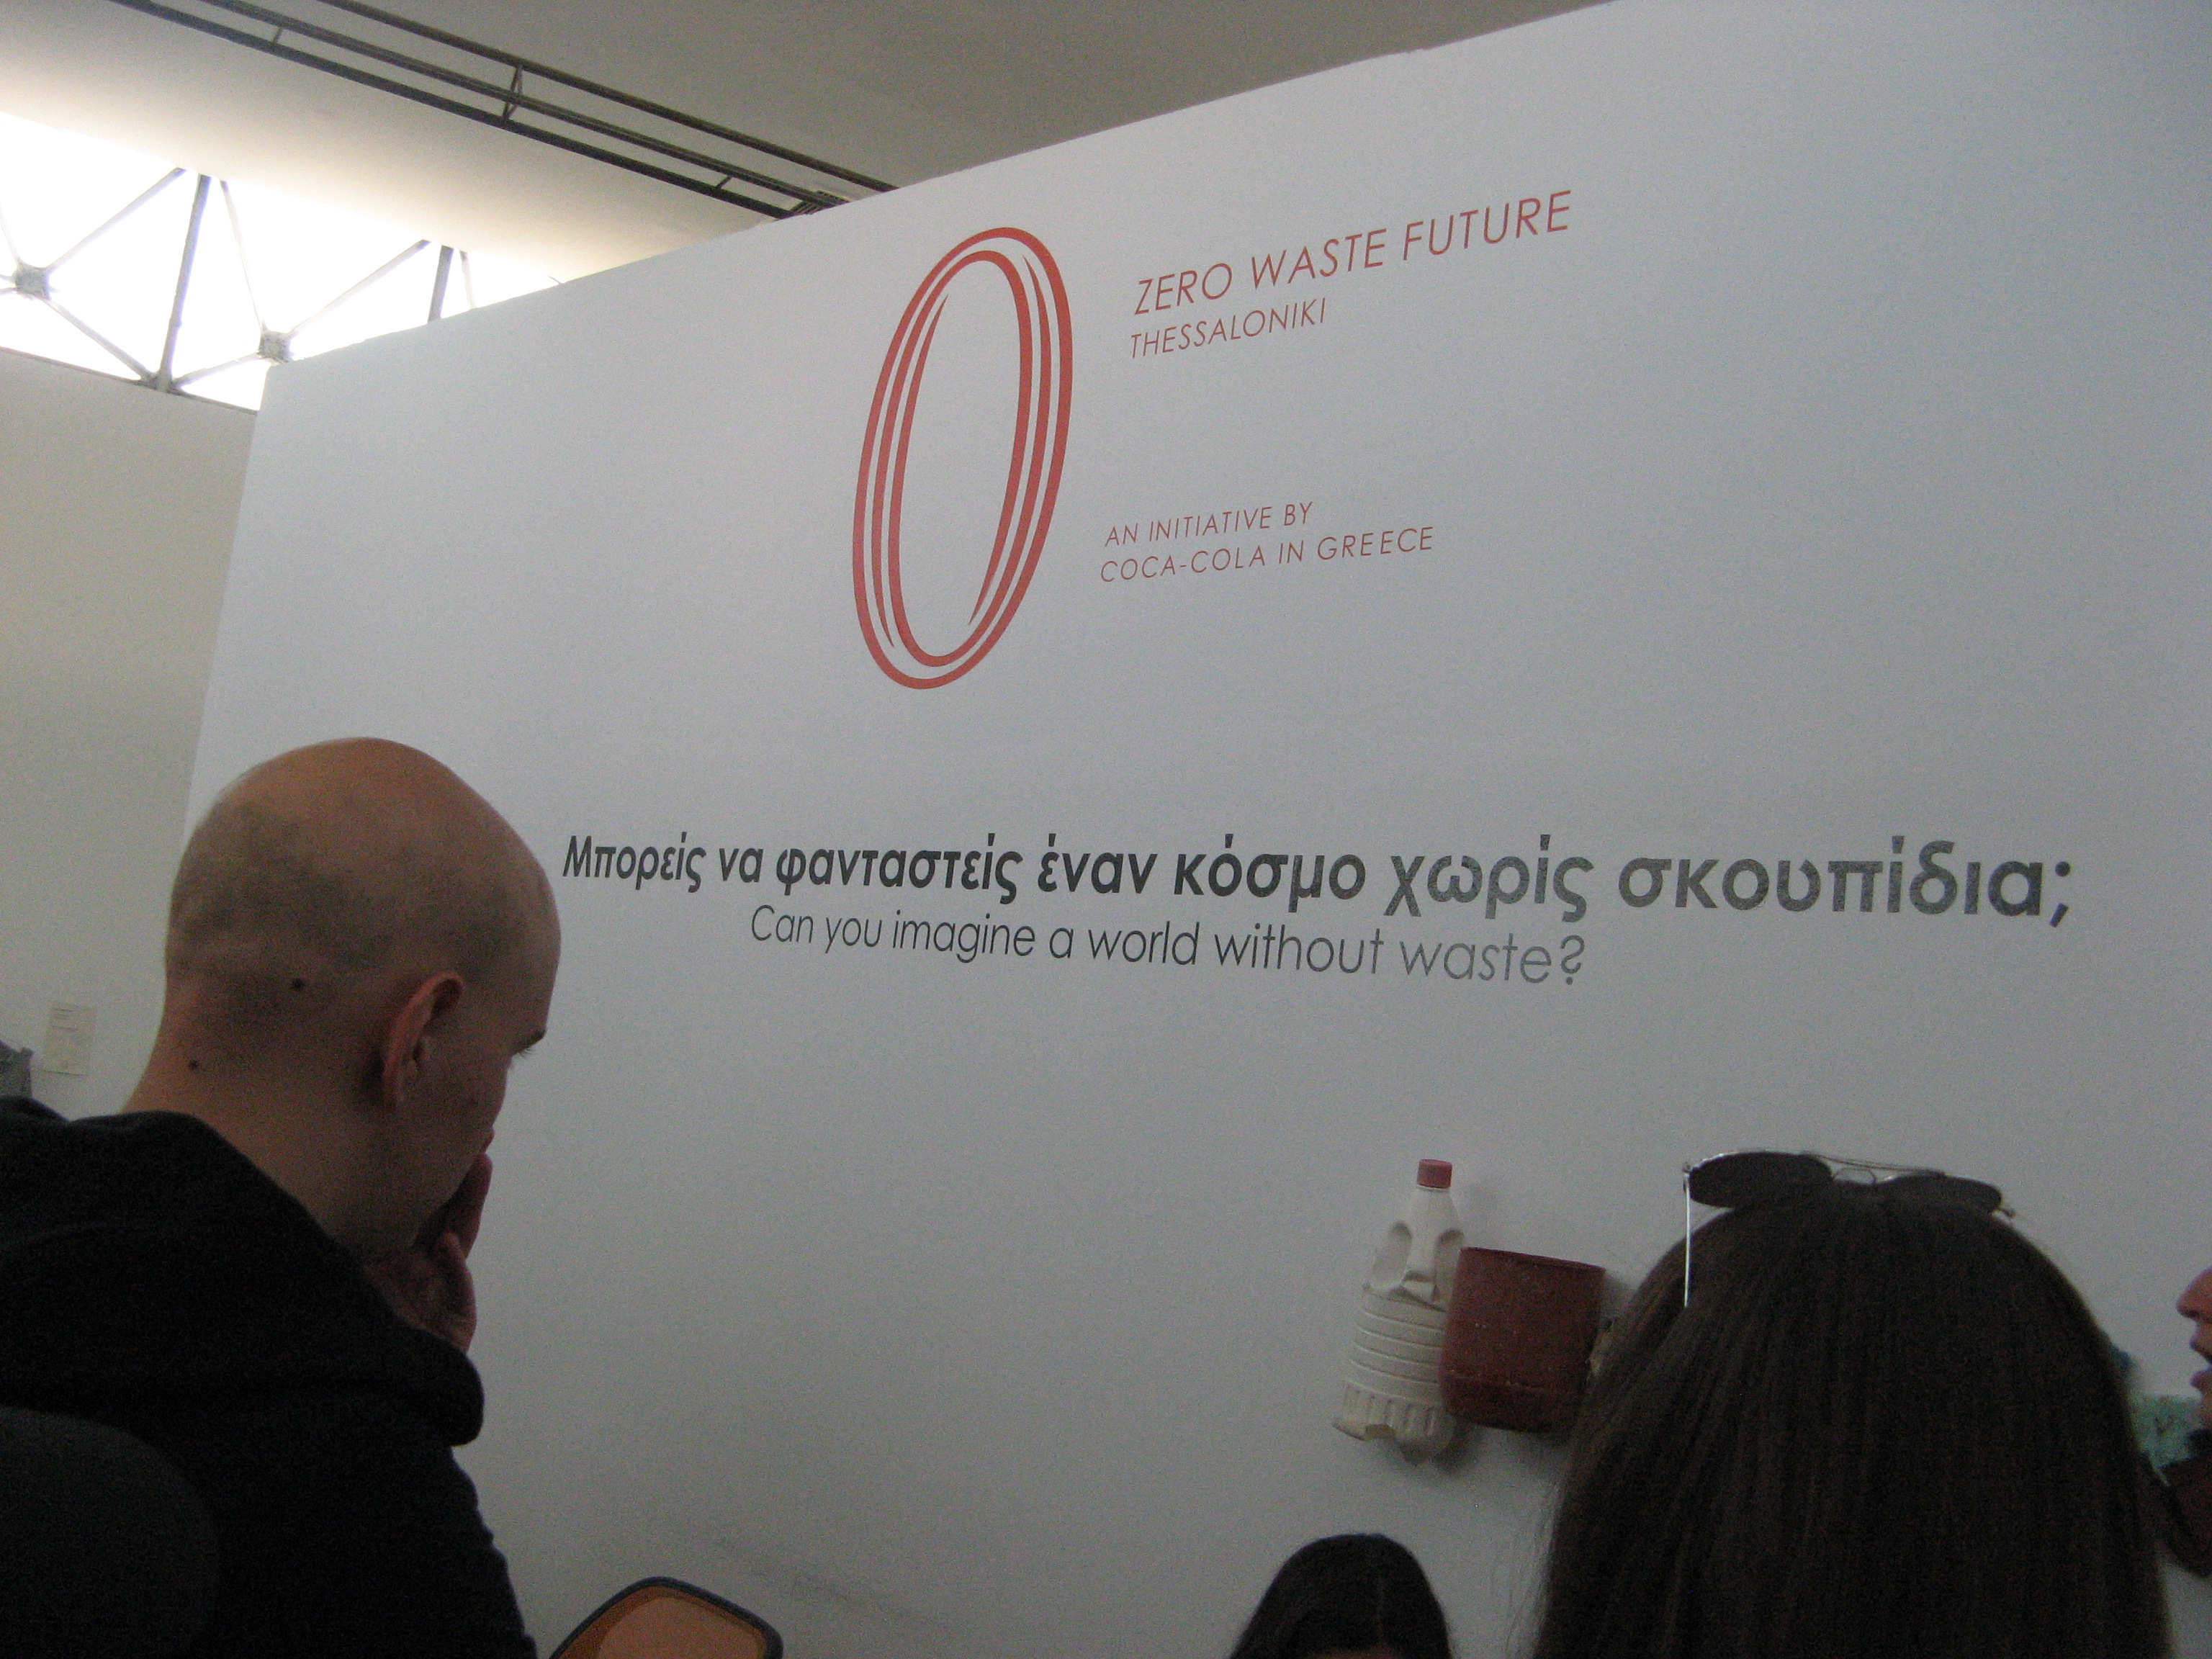 0
ZERO WASTE FUTURE
THESSALONIKI
AN INITIATIVE BY
COCA-COLA IN GREECE
Μπορείς να φανταστείς έναν κόσμο χωρίς σκουπίδια;
Can you imagine a world without waste?